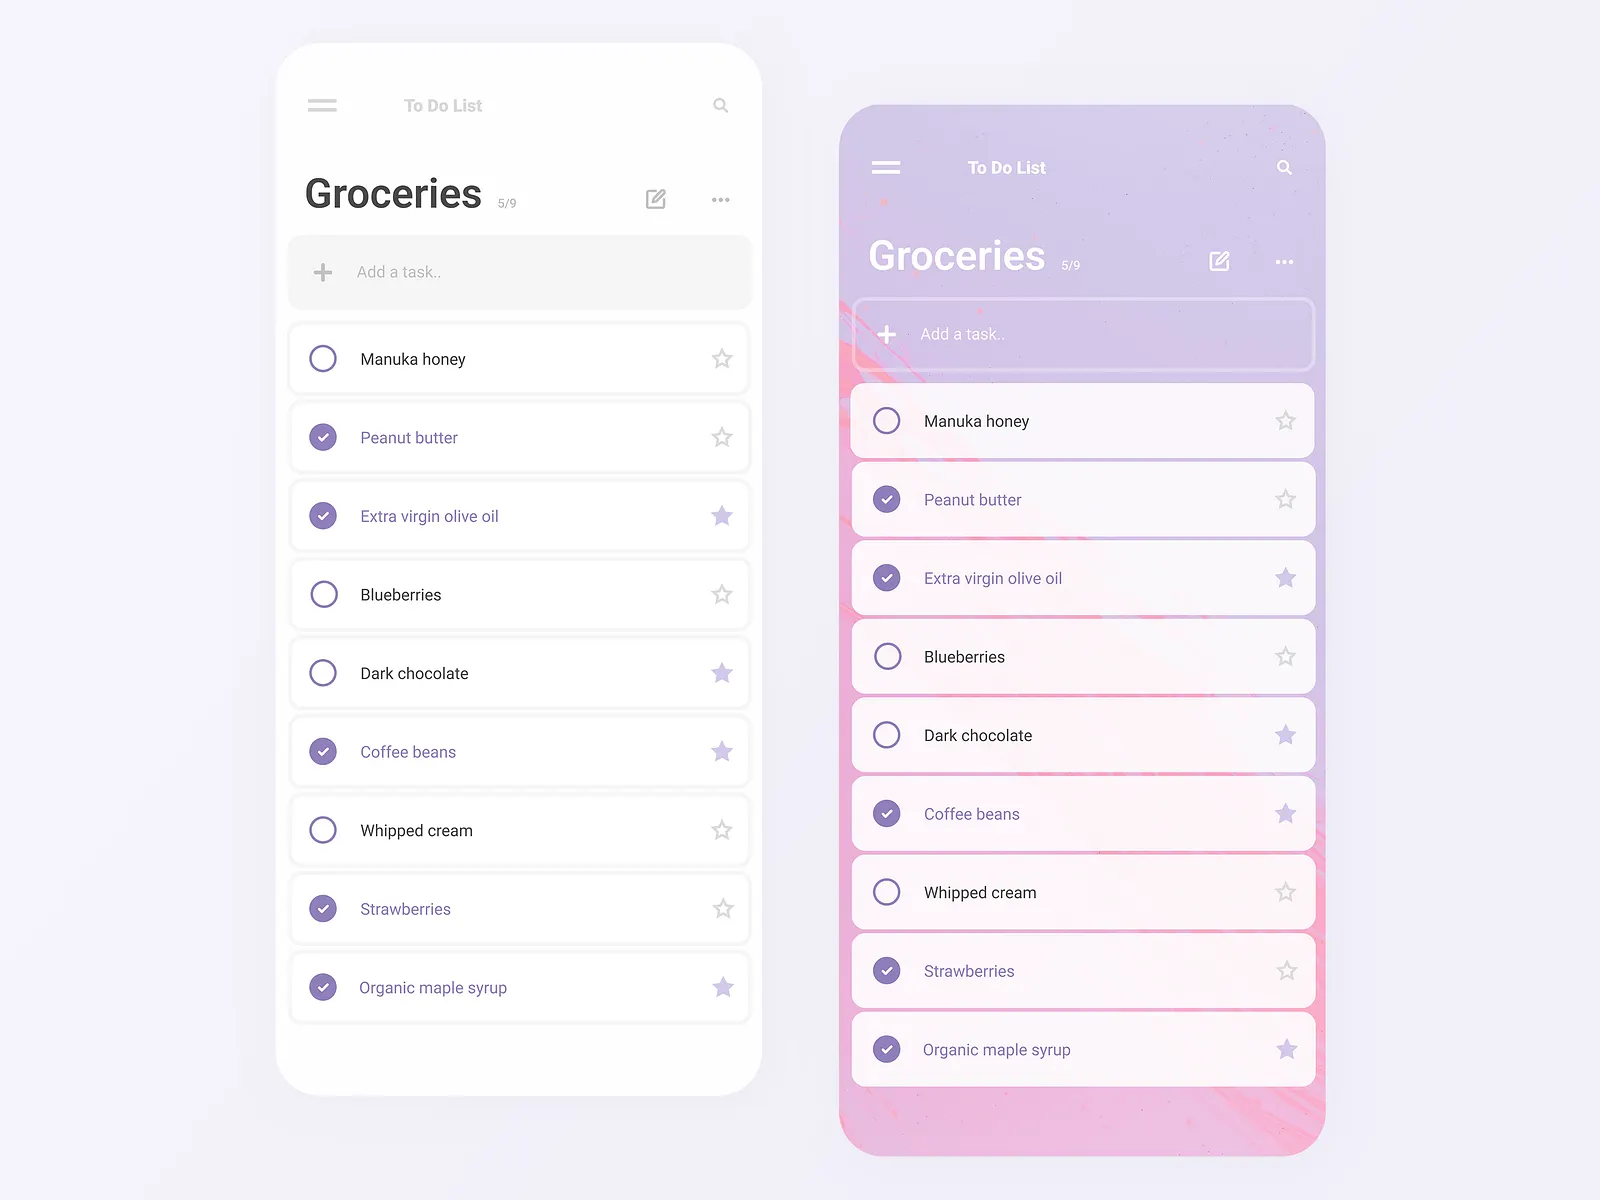 To Do List
Groceries 5/9
Add a task..
Manuka honey
Peanut butter
Extra virgin olive oil
Blueberries
Dark chocolate
Coffee beans
Whipped cream
Strawberries
Organic maple syrup
To Do List
Groceries 5/9
Add a task..
Manuka honey
Peanut butter
Extra virgin olive oil
Blueberries
Dark chocolate
Coffee beans
Whipped cream
Strawberries
Organic maple syrup